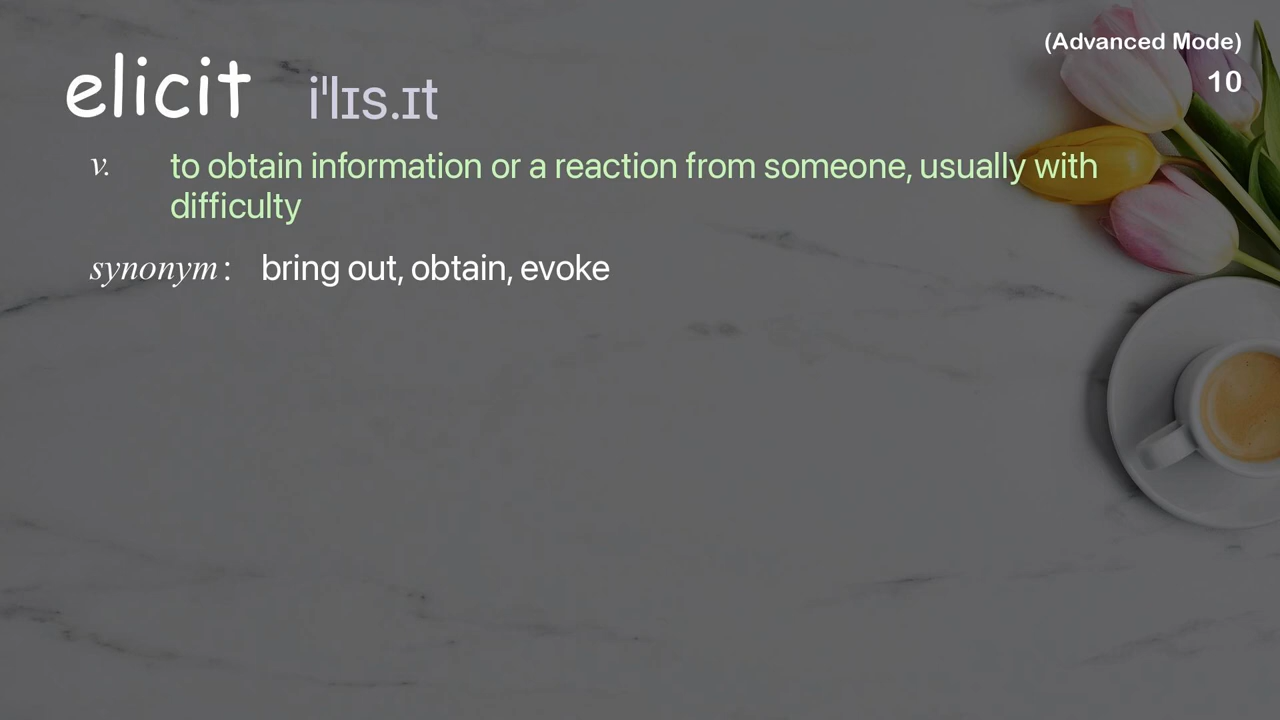 (Advanced Mode)
elicit iˈlɪs.ɪt
10
v. to obtain information or a reaction from someone, usually with
difficulty
synonym : bring out, obtain, evoke